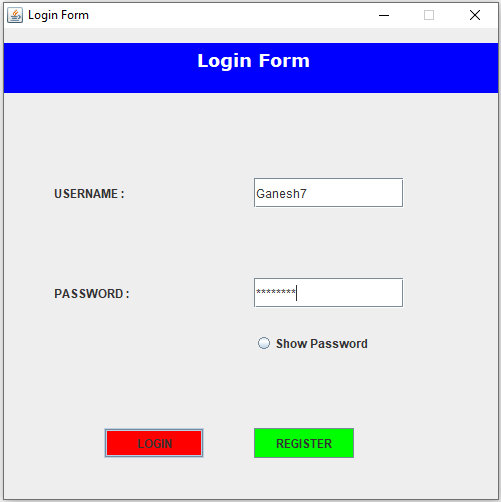 Login Form
Login Form
USERNAME : Ganesh7
PASSWORD : ********
Show Password
LOGIN REGISTER